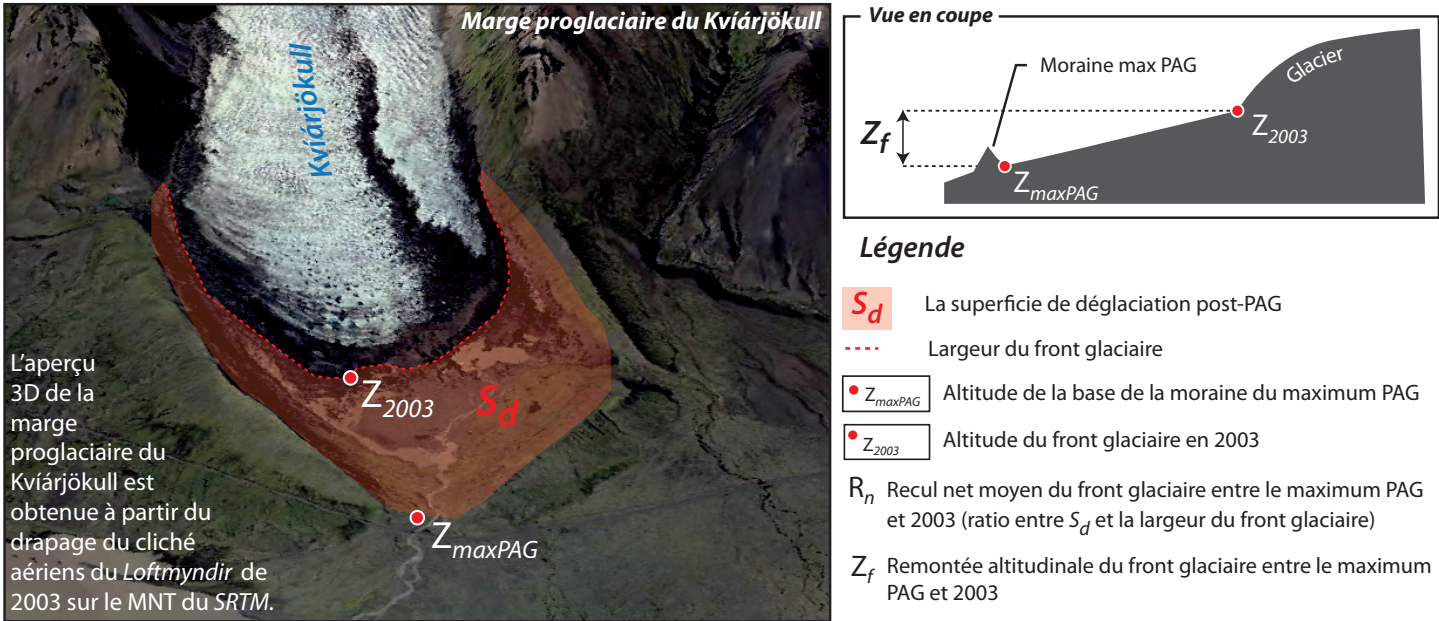 Marge proglaciaire du Kvíárjökull
Kvíárjökull
Z2003
Sd
ZmaxPAG
L'aperçu
3D de la
marge
proglaciaire du
Kvíárjökull est
obtenue à partir du
drapage du cliché
aériens du Loftmyndir de
2003 sur le MNT du SRTM.
Vue en coupe
Moraine max PAG
Glacier
Zf
Z2003
ZmaxPAG
Légende
Sd La superficie de déglaciation post-PAG
Largeur du front glaciaire
ZmaxPAG Altitude de la base de la moraine du maximum PAG
Z2003 Altitude du front glaciaire en 2003
Rn Recul net moyen du front glaciaire entre le maximum PAG
et 2003 (ratio entre Sd et la largeur du front glaciaire)
Zf Remontée altitudinale du front glaciaire entre le maximum
PAG et 2003